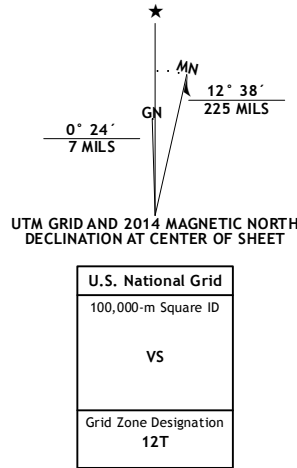 ★
MN
12° 38´
225 MILS
GN
0° 24´
7 MILS
UTM GRID AND 2014 MAGNETIC NORTH
DECLINATION AT CENTER OF SHEET
U.S. National Grid
100,000-m Square ID
VS
Grid Zone Designation
12T